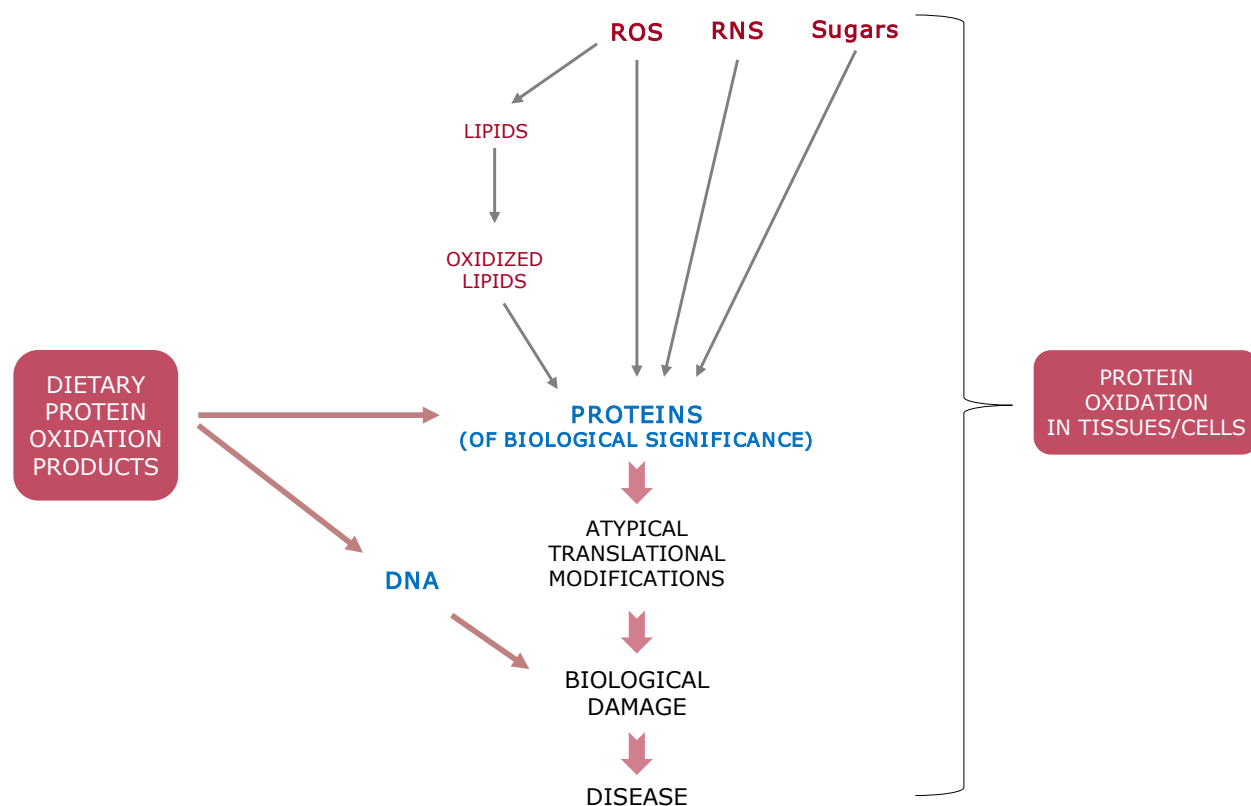 ROS
RNS
Sugars
LIPIDS
OXIDIZED
LIPIDS
DIETARY
PROTEIN
OXIDATION
PRODUCTS
PROTEINS
(OF BIOLOGICAL SIGNIFICANCE)
PROTEIN
OXIDATION
IN TISSUES/CELLS
ATYPICAL
TRANSLATIONAL
MODIFICATIONS
DNA
BIOLOGICAL
DAMAGE
DISEASE